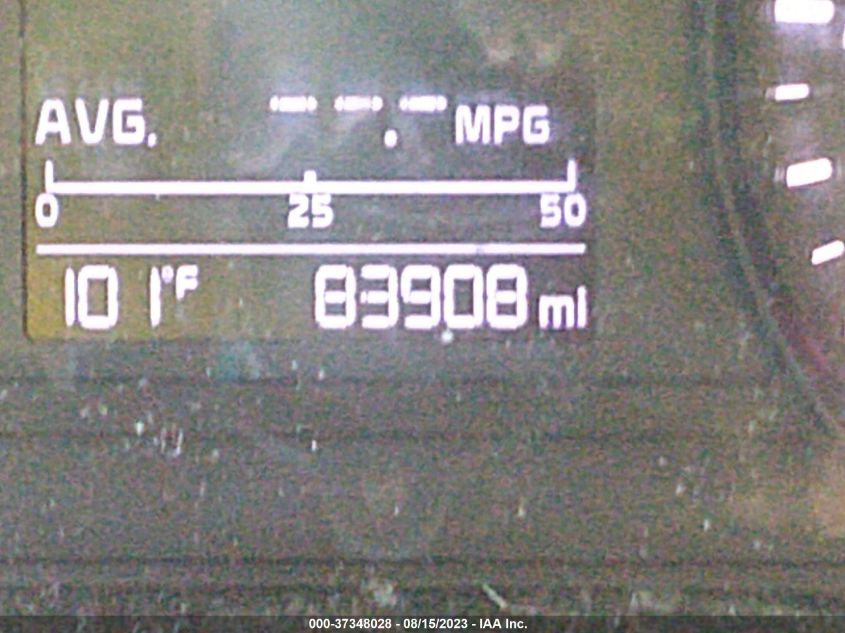 AVG. --.- MPG
0 25 50
101°F 83908 mi
000-37348028 - 08/15/2023 - IAA Inc.